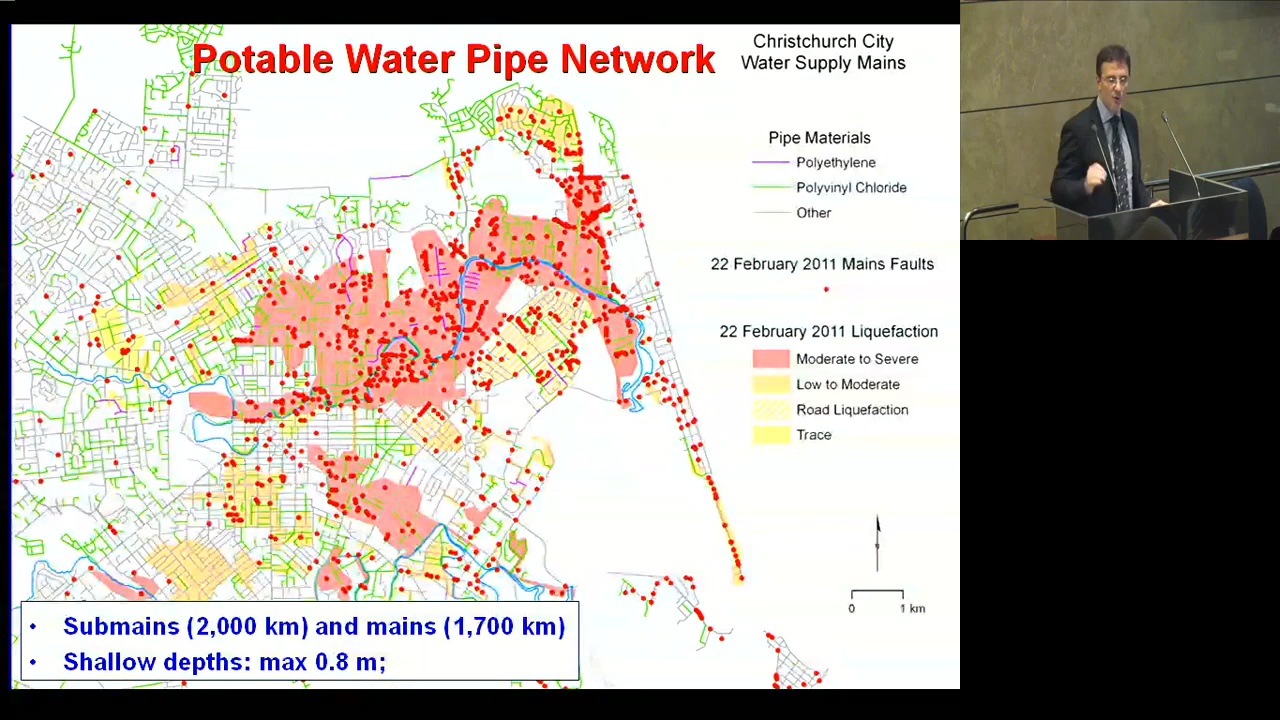 Potable Water Pipe Network
Christchurch City
Water Supply Mains
Pipe Materials
Polyethylene
Polyvinyl Chloride
Other
22 February 2011 Mains Faults
22 February 2011 Liquefaction
Moderate to Severe
Low to Moderate
Road Liquefaction
Trace
0 1 km
• Submains (2,000 km) and mains (1,700 km)
• Shallow depths: max 0.8 m;